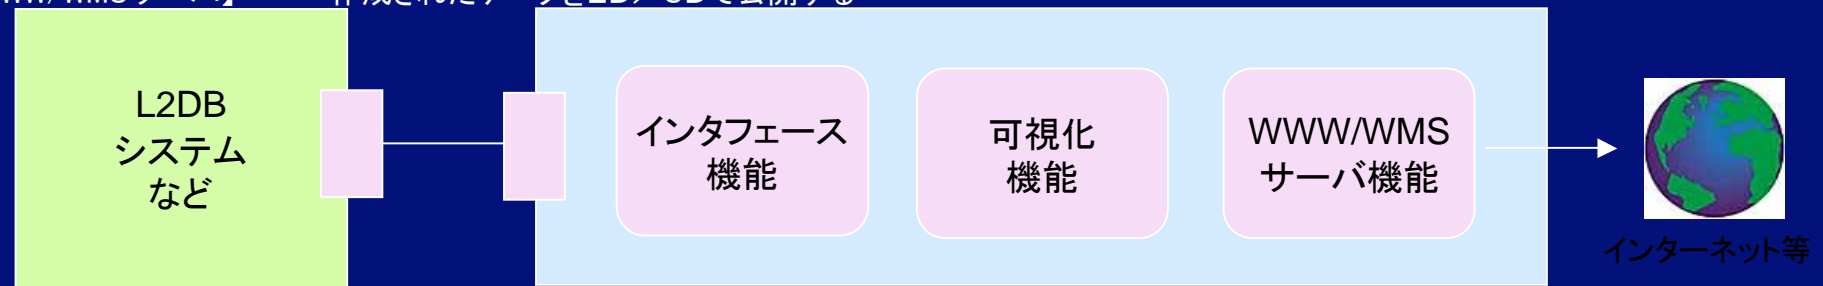 L2DB
システム
など
インタフェース
機能
可視化
機能
WWW/WMS
サーバ機能
インターネット等